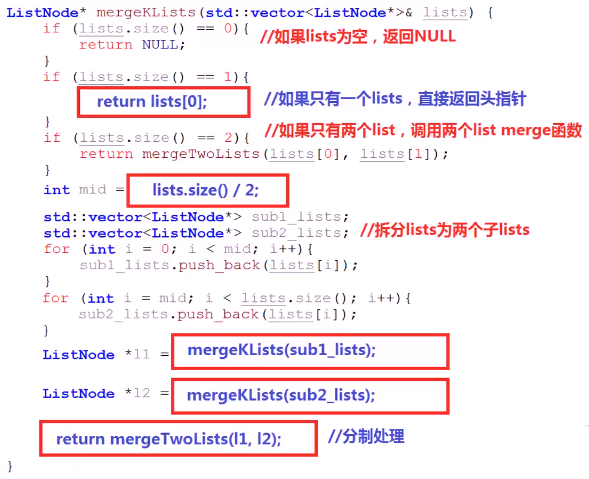 ListNode* mergeKLists(std::vector<ListNode*>& lists) {
if (lists.size() == 0){
return NULL; //如果lists为空，返回NULL
}
if (lists.size() == 1){
return lists[0]; //如果只有一个lists，直接返回头指针
}
if (lists.size() == 2){ //如果只有两个list，调用两个list merge函数
return mergeTwoLists(lists[0], lists[1]);
}
int mid = lists.size() / 2;
std::vector<ListNode*> sub1_lists;
std::vector<ListNode*> sub2_lists; //拆分lists为两个子lists
for (int i = 0; i < mid; i++){
sub1_lists.push_back(lists[i]);
}
for (int i = mid; i < lists.size(); i++){
sub2_lists.push_back(lists[i]);
}
ListNode *l1 = mergeKLists(sub1_lists);
ListNode *l2 = mergeKLists(sub2_lists);
return mergeTwoLists(l1, l2); //分制处理
}